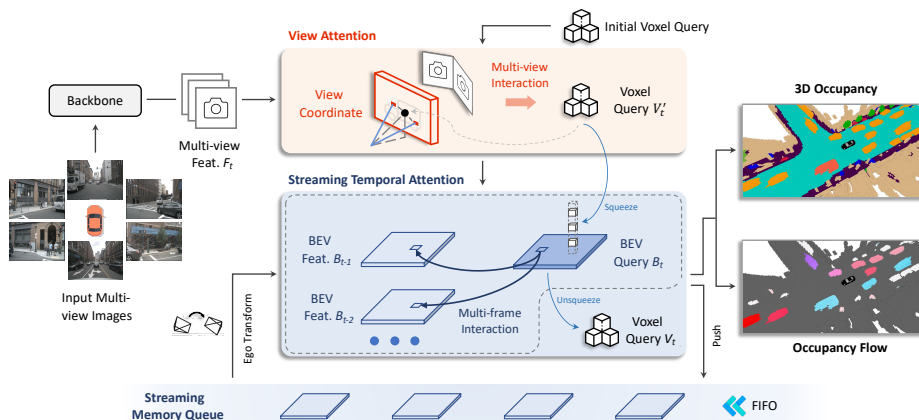 Initial Voxel Query
View Attention
Multi-view
Interaction
View
Coordinate
Voxel
Query V't
Backbone
Multi-view
Feat. Ft
3D Occupancy
Streaming Temporal Attention
Squeeze
BEV
Feat. Bt-1
BEV
Query Bt
Input Multi-
view Images
Ego Transform
BEV
Feat. Bt-2
Multi-frame
Interaction
Unsqueeze
Voxel
Query Vt
Push
Occupancy Flow
Streaming
Memory Queue
FIFO